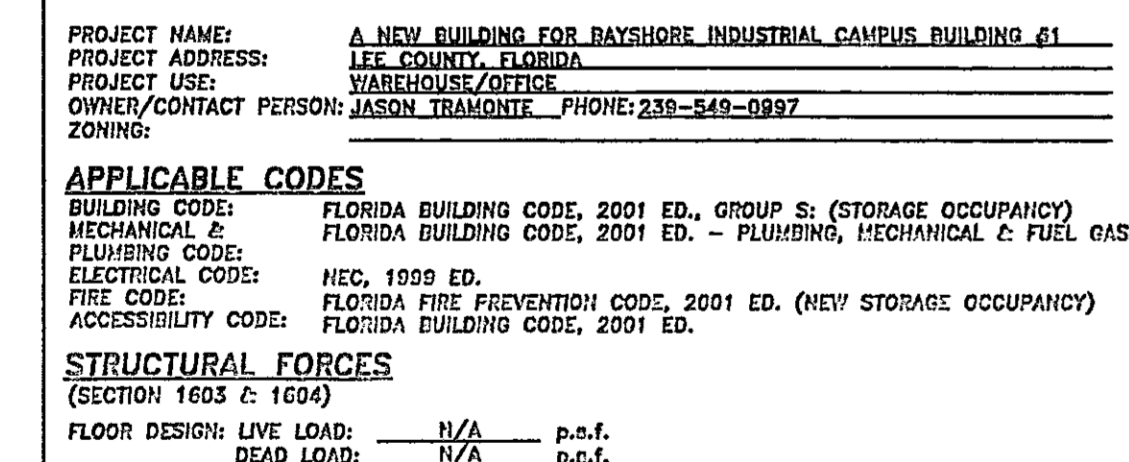 PROJECT NAME: A NEW BUILDING FOR BAYSHORE INDUSTRIAL CAMPUS BUILDING #1
PROJECT ADDRESS: LEE COUNTY, FLORIDA
PROJECT USE: WAREHOUSE/OFFICE
OWNER/CONTACT PERSON: JASON TRAMONTE PHONE: 239-549-0997
ZONING:
APPLICABLE CODES
BUILDING CODE: FLORIDA BUILDING CODE, 2001 ED., GROUP S: (STORAGE OCCUPANCY)
MECHANICAL & FLORIDA BUILDING CODE, 2001 ED. – PLUMBING, MECHANICAL & FUEL GAS
PLUMBING CODE:
ELECTRICAL CODE: NEC, 1999 ED.
FIRE CODE: FLORIDA FIRE PREVENTION CODE, 2001 ED. (NEW STORAGE OCCUPANCY)
ACCESSIBILITY CODE: FLORIDA BUILDING CODE, 2001 ED.
STRUCTURAL FORCES
(SECTION 1603 & 1604)
FLOOR DESIGN: LIVE LOAD: N/A p.s.f.
DEAD LOAD: N/A p.s.f.